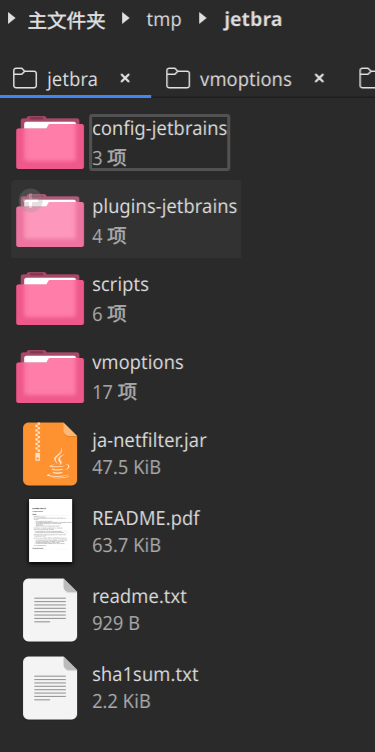 主文件夹 tmp jetbra
jetbra × vmoptions ×
config-jetbrains
3 项
plugins-jetbrains
4 项
scripts
6 项
vmoptions
17 项
ja-netfilter.jar
47.5 KiB
README.pdf
63.7 KiB
readme.txt
929 B
sha1sum.txt
2.2 KiB